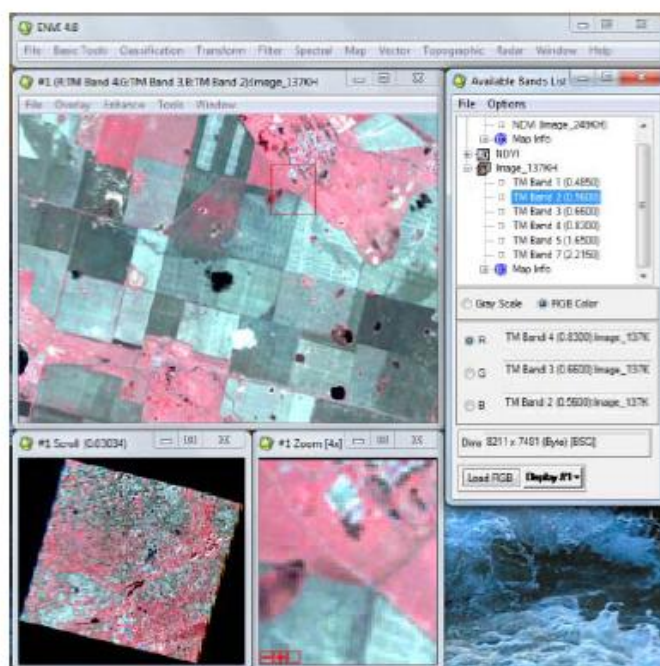 ENVI 4.8
File Basic Tools Classification Transform Filter Spectral Map Vector Topographic Radar Window Help
#1 (R:TM Band 4,G:TM Band 3,B:TM Band 2):Image_137KH
File Overlay Enhance Tools Window
Available Bands List
File Options
NDVI (Image_249KH)
Map Info
NDVI
Image_137KH
TM Band 1 (0.4850)
TM Band 2 (0.5600)
TM Band 3 (0.6600)
TM Band 4 (0.8300)
TM Band 5 (1.6500)
TM Band 7 (2.2150)
Map Info
Gray Scale RGB Color
R TM Band 4 (0.8300):Image_137K
G TM Band 3 (0.6600):Image_137K
B TM Band 2 (0.5600):Image_137K
Dims 8211 x 7481 (Byte) [BSQ]
Load RGB Display #1
#1 Scroll (0.03034)
#1 Zoom [4x]